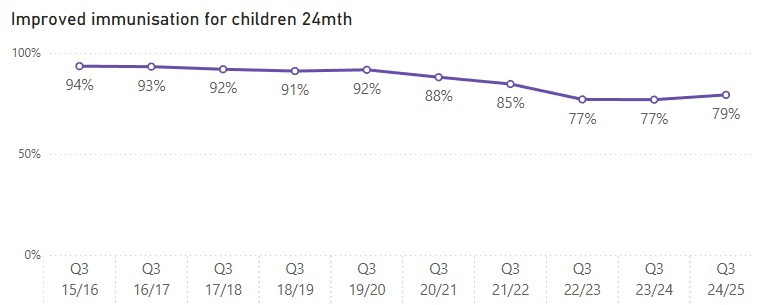 Improved immunisation for children 24mth
100%
94% 93% 92% 91% 92% 88% 85% 77% 77% 79%
50%
0%
Q3 Q3 Q3 Q3 Q3 Q3 Q3 Q3 Q3 Q3
15/16 16/17 17/18 18/19 19/20 20/21 21/22 22/23 23/24 24/25